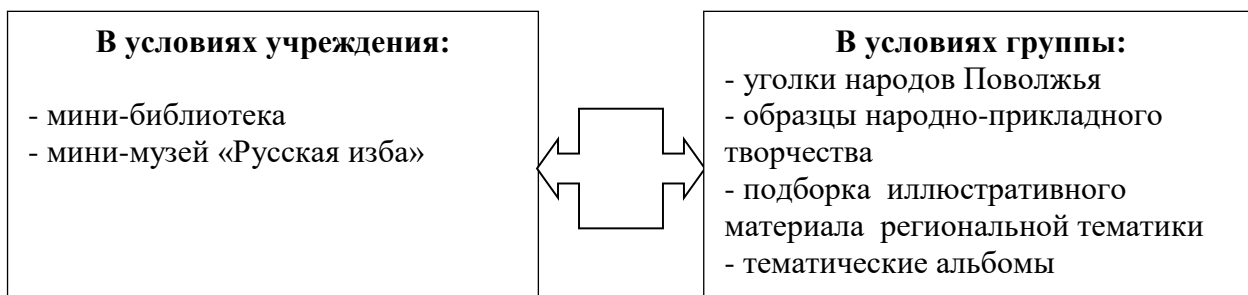 В условиях учреждения:
- мини-библиотека
- мини-музей «Русская изба»
В условиях группы:
- уголки народов Поволжья
- образцы народно-прикладного
творчества
- подборка иллюстративного
материала региональной тематики
- тематические альбомы